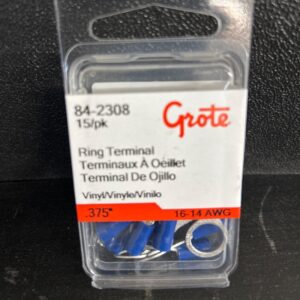 84-2308
15/pk
Grote
Ring Terminal
Terminaux À Oeillet
Terminal De Ojillo
Vinyl/Vinyle/Vinilo
.375"
16-14 AWG